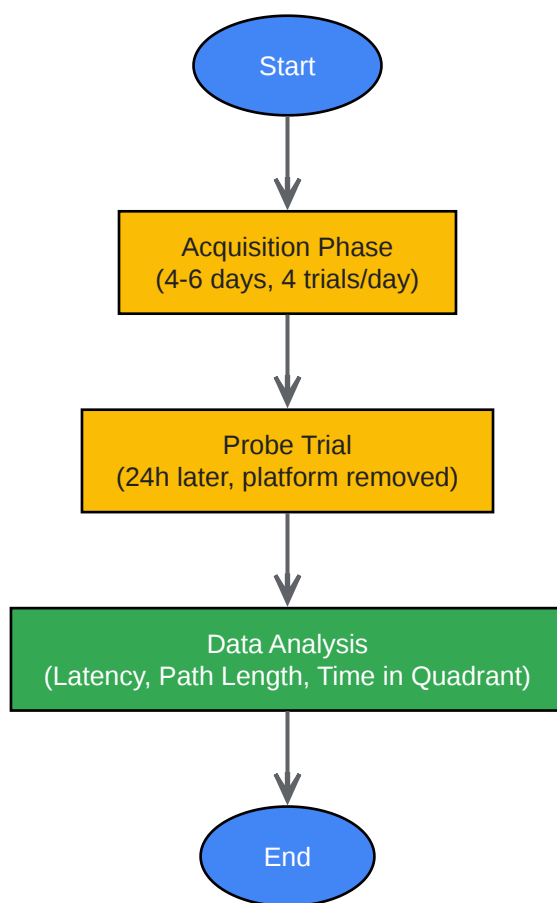 Start
Acquisition Phase
(4-6 days, 4 trials/day)
Probe Trial
(24h later, platform removed)
Data Analysis
(Latency, Path Length, Time in Quadrant)
End